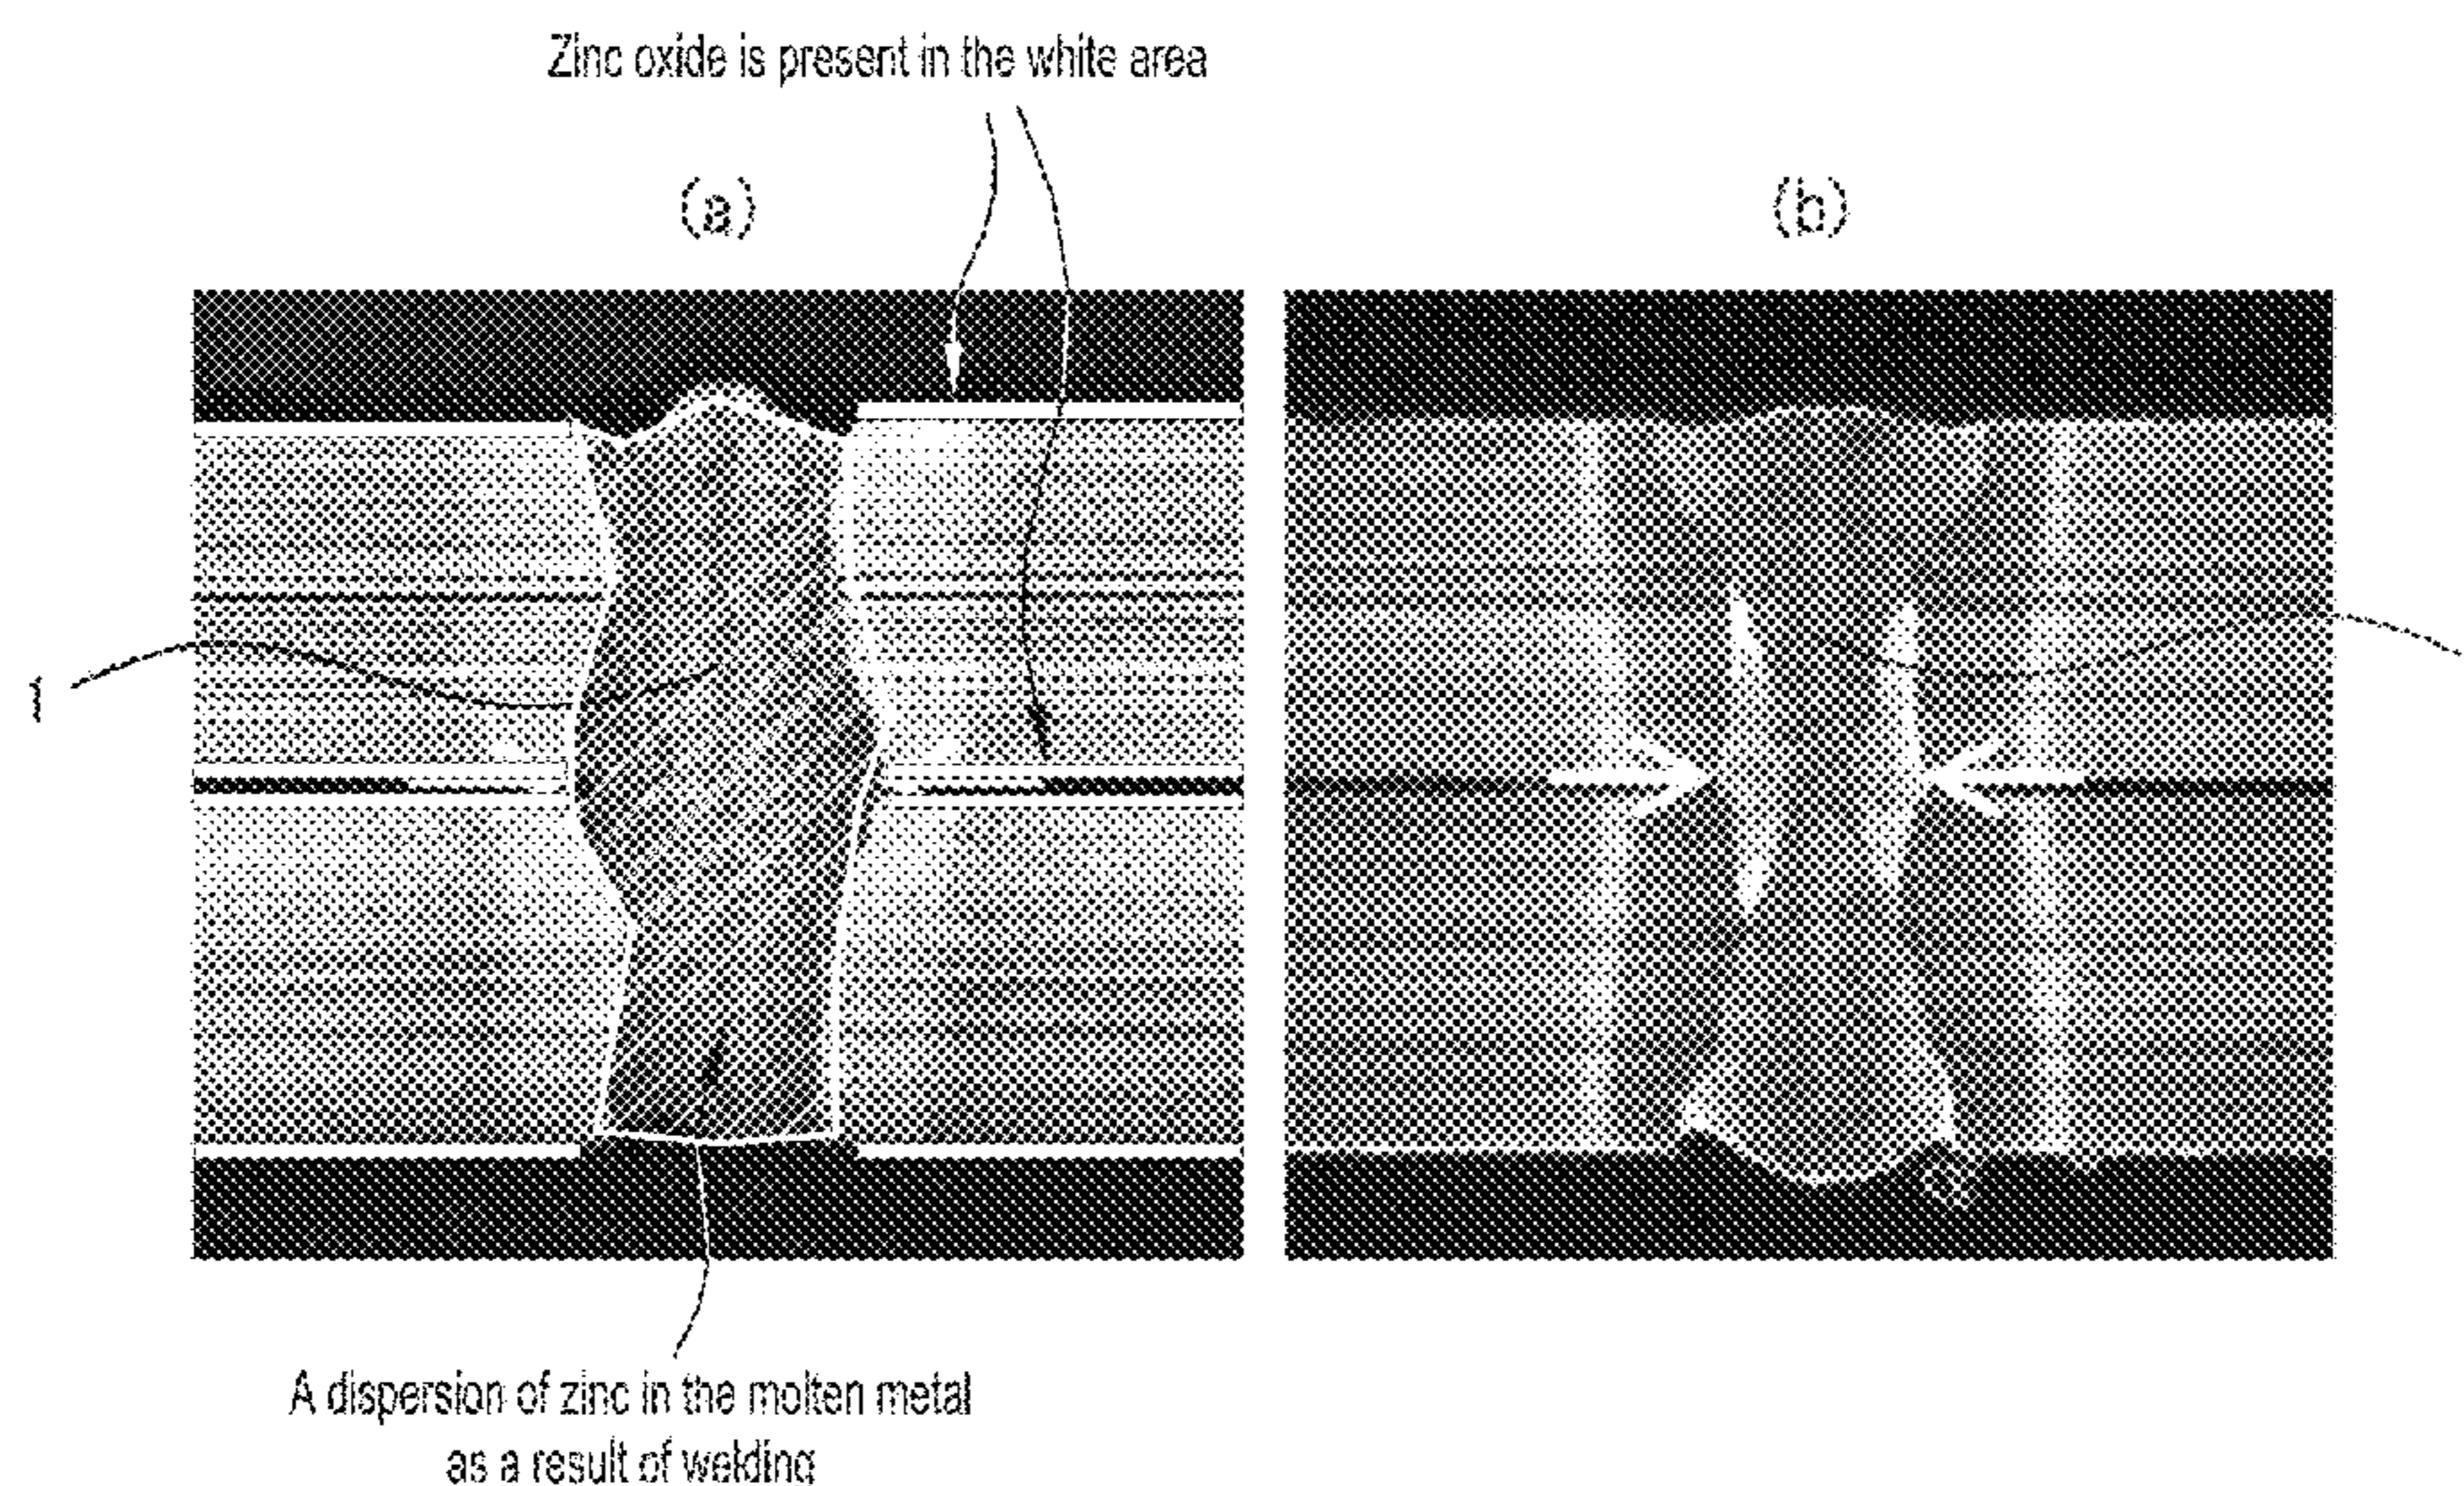 Zinc oxide is present in the white area
(a)
(b)
1
A dispersion of zinc in the molten metal
as a result of welding